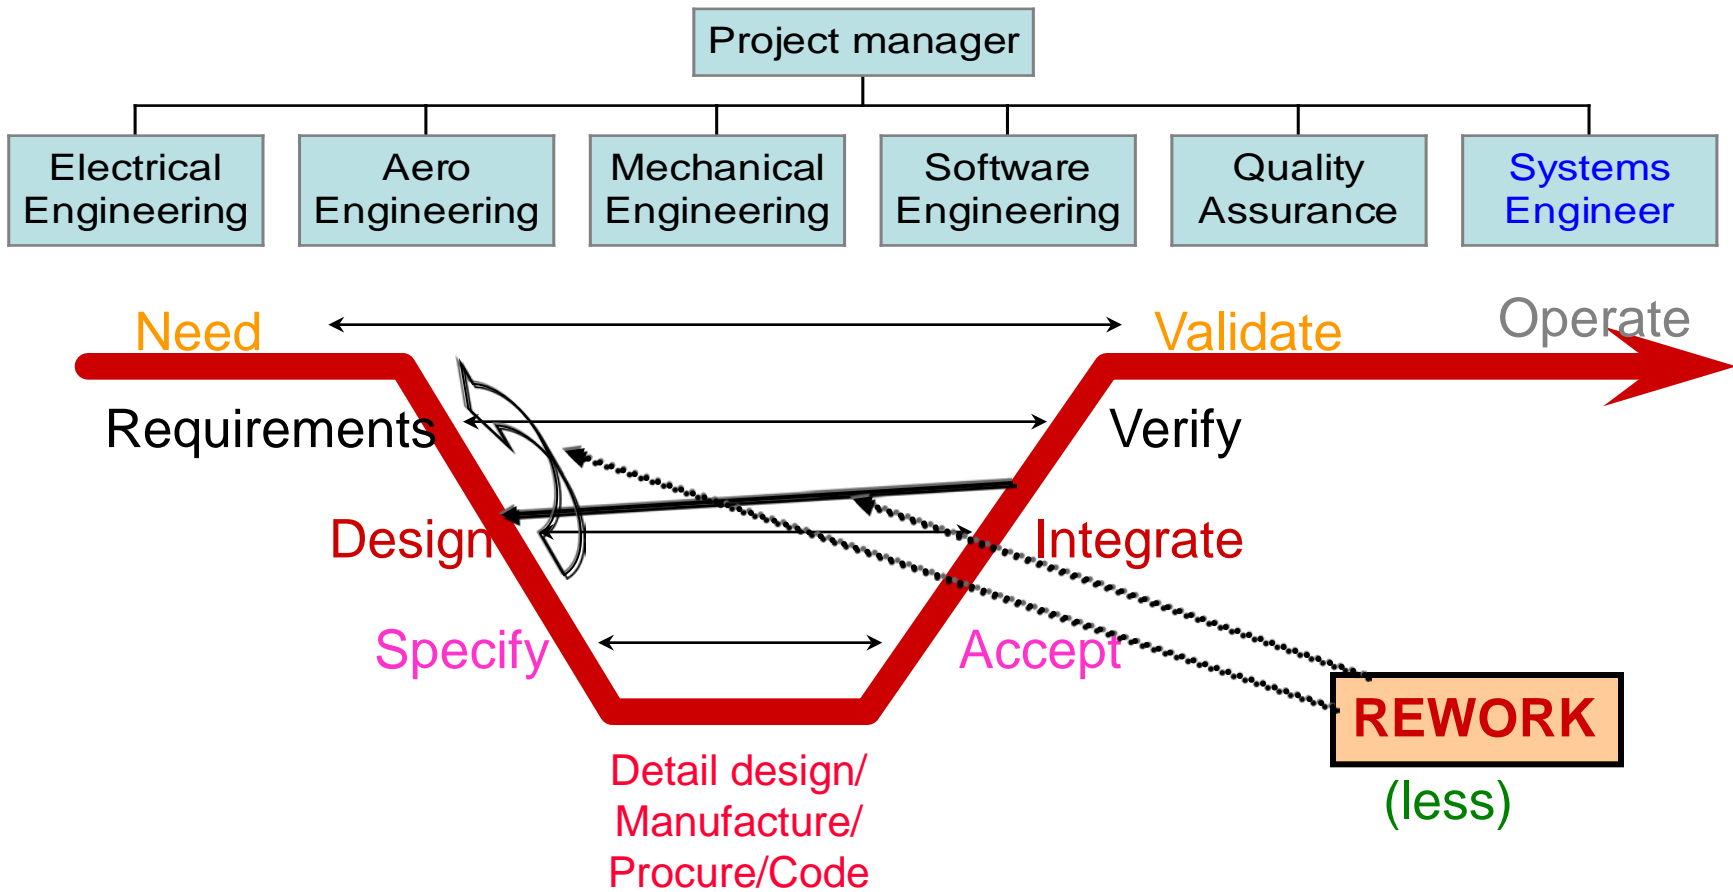 Project manager
Electrical
Engineering
Aero
Engineering
Mechanical
Engineering
Software
Engineering
Quality
Assurance
Systems
Engineer
Need
Validate
Operate
Requirements
Verify
Design
Integrate
Specify
Accept
REWORK
(less)
Detail design/
Manufacture/
Procure/Code